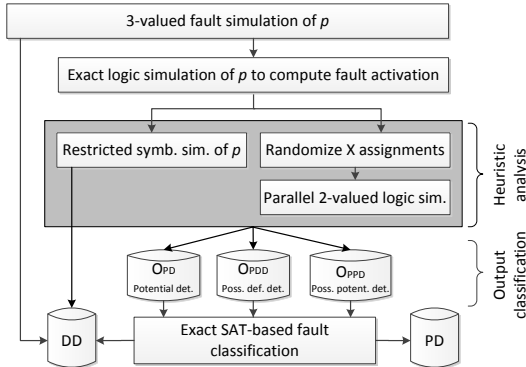 3-valued fault simulation of p
Exact logic simulation of p to compute fault activation
Restricted symb. sim. of p
Randomize X assignments
Parallel 2-valued logic sim.
Heuristic
analysis
OPD
Potential det.
OPDD
Poss. def. det.
OPPD
Poss. potent. det.
Output
classification
DD
Exact SAT-based fault
classification
PD